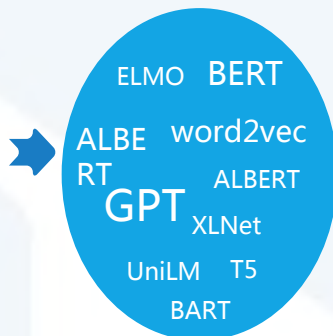 ELMO BERT
ALBE
RT
word2vec
ALBERT
GPT
XLNet
UniLM T5
BART